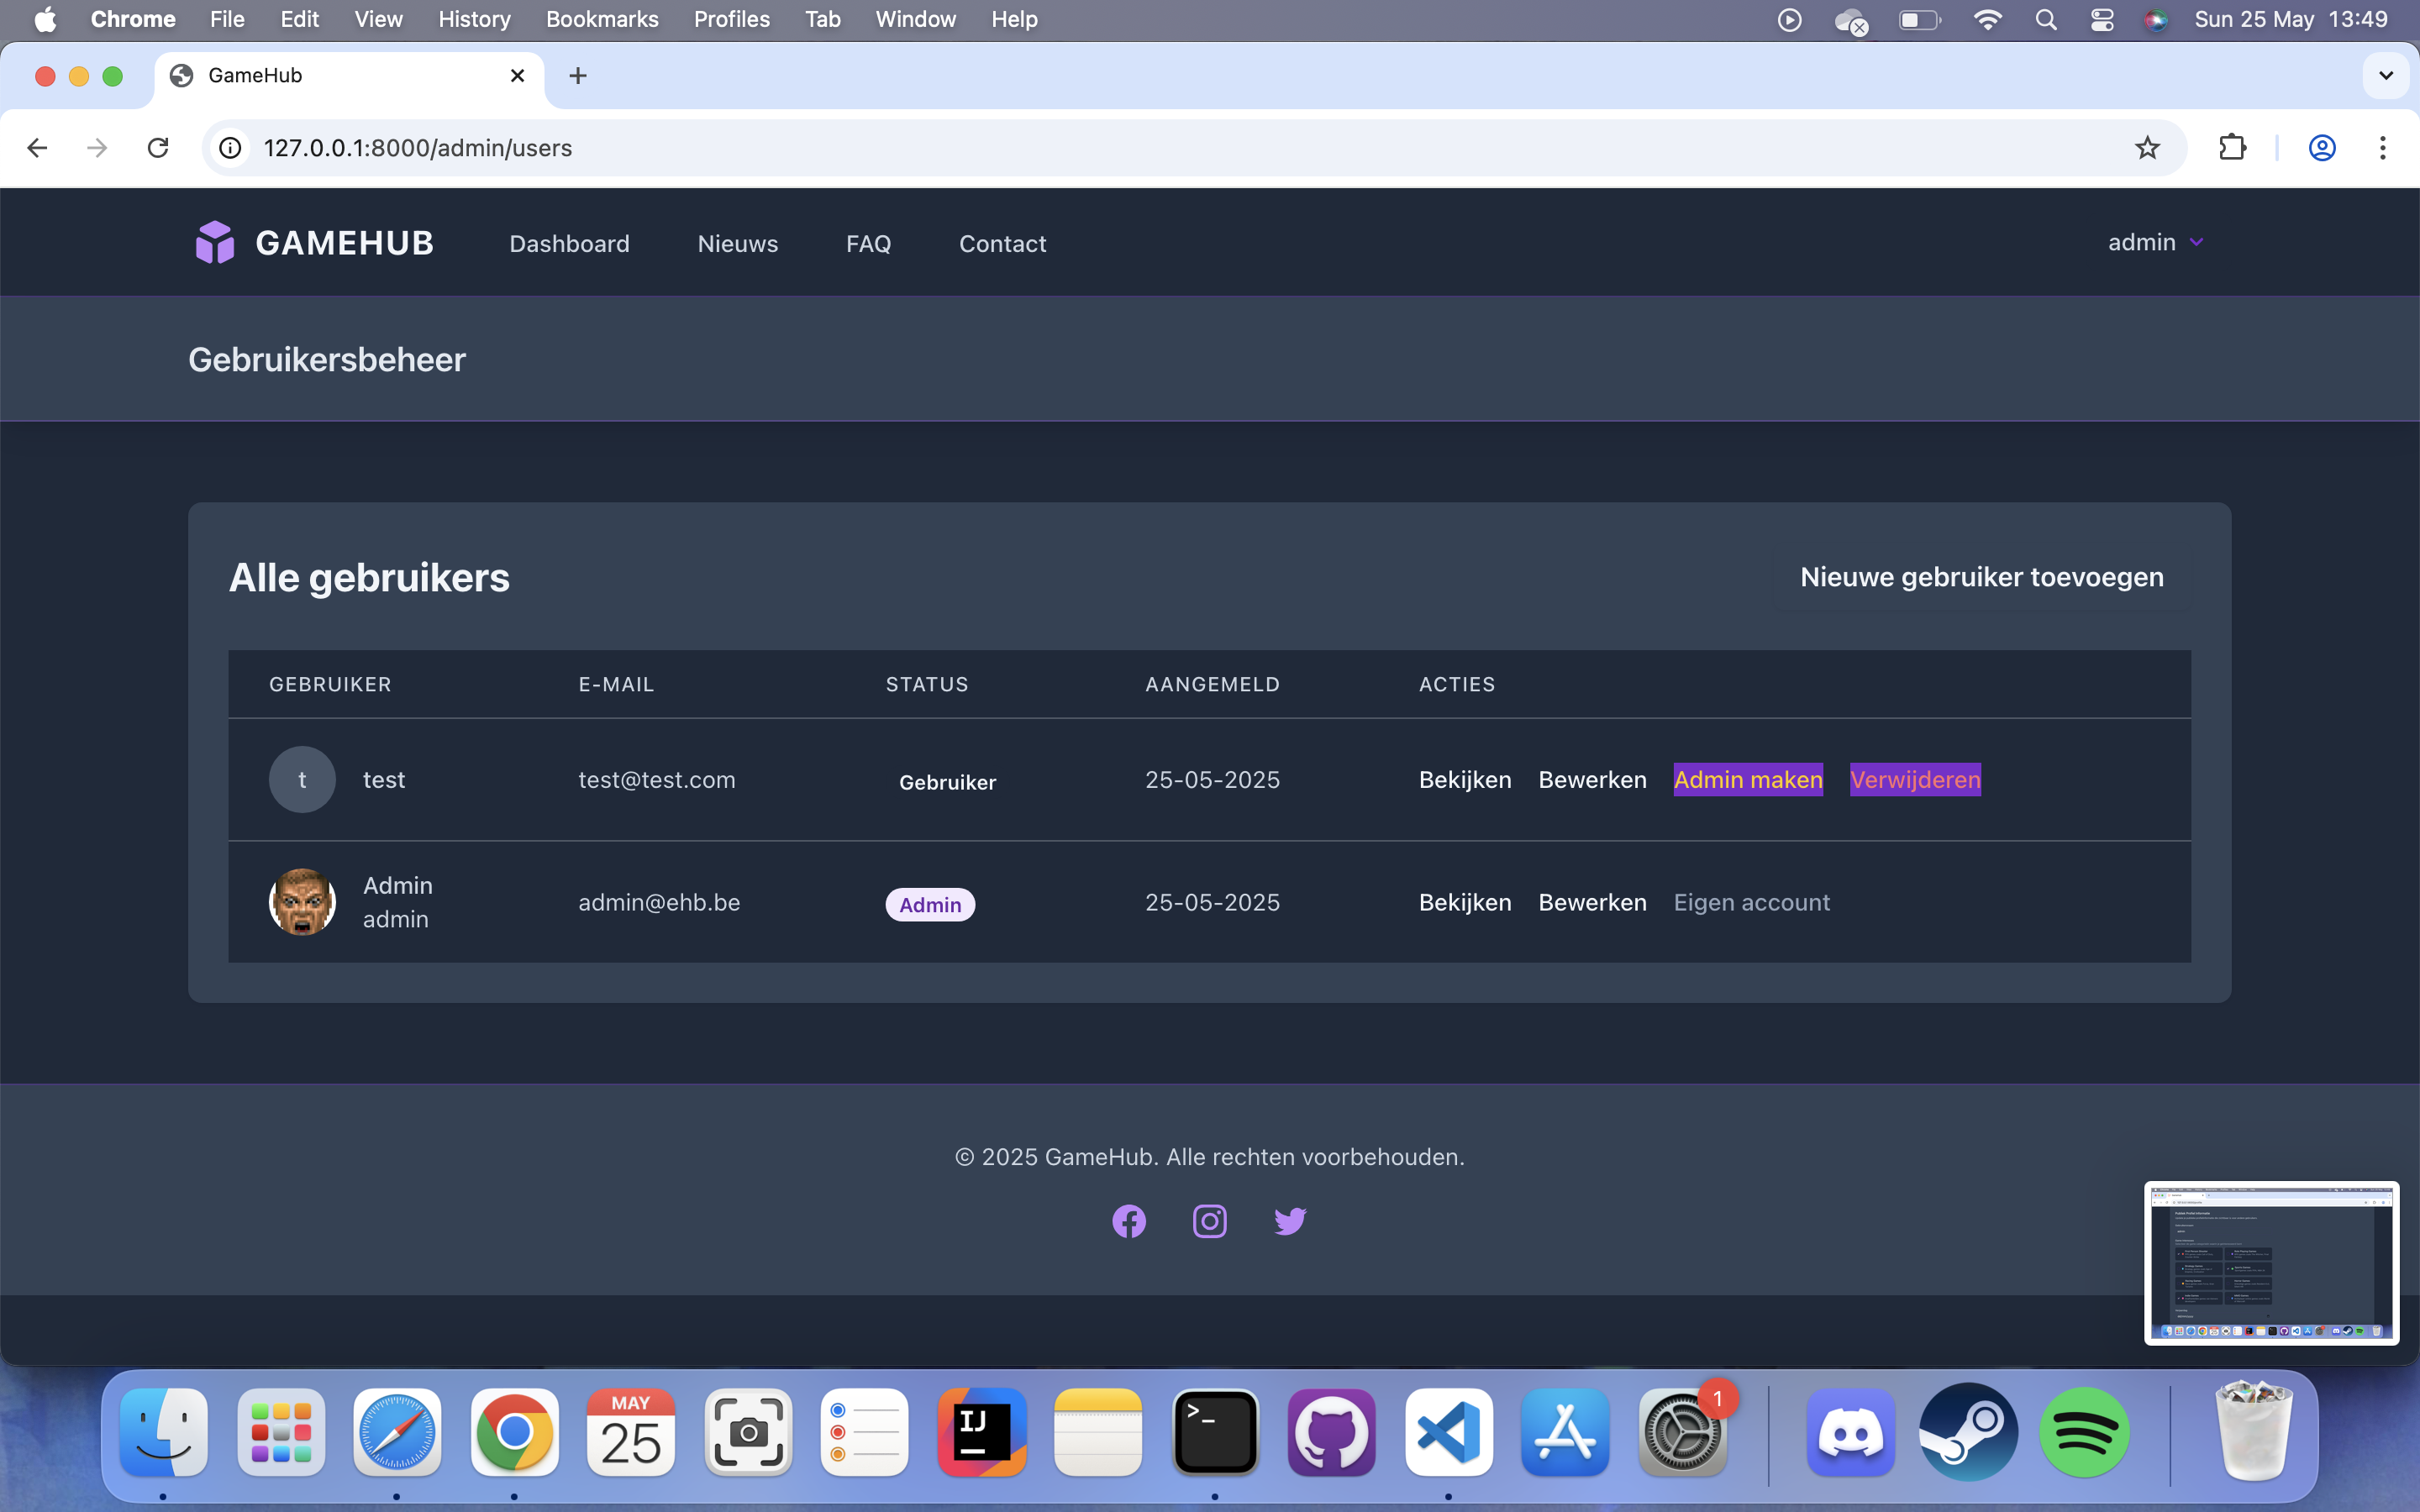 Chrome File Edit View History Bookmarks Profiles Tab Window Help Sun 25 May 13:49
GameHub
127.0.0.1:8000/admin/users
GAMEHUB Dashboard Nieuws FAQ Contact admin
Gebruikersbeheer
Alle gebruikers Nieuwe gebruiker toevoegen
GEBRUIKER E-MAIL STATUS AANGEMELD ACTIES
t test test@test.com Gebruiker 25-05-2025 Bekijken Bewerken Admin maken Verwijderen
Admin
admin admin@ehb.be Admin 25-05-2025 Bekijken Bewerken Eigen account
© 2025 GameHub. Alle rechten voorbehouden.
MAY
25
IJ
>_
1